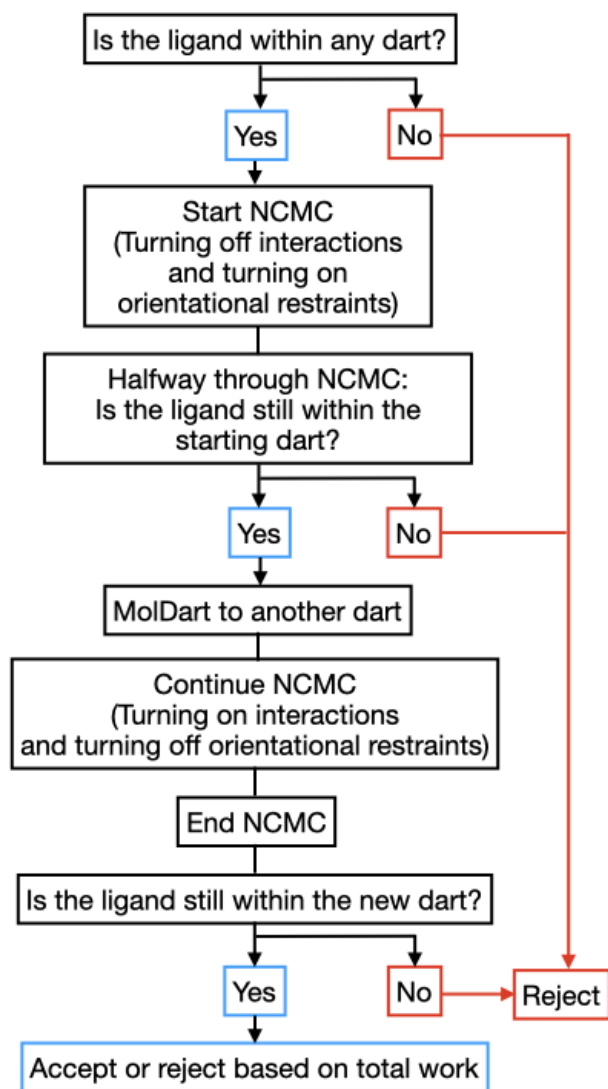 Is the ligand within any dart?
Yes
No
Start NCMC
(Turning off interactions
and turning on
orientational restraints)
Halfway through NCMC:
Is the ligand still within the
starting dart?
Yes
No
MolDart to another dart
Continue NCMC
(Turning on interactions
and turning off orientational restraints)
End NCMC
Is the ligand still within the new dart?
Yes
No
Reject
Accept or reject based on total work